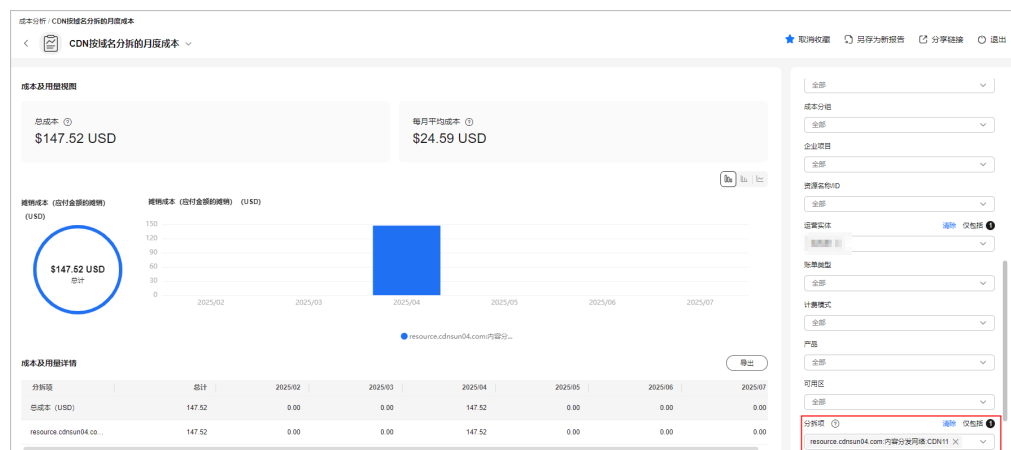 成本分析 / CDN按域名分拆的月度成本
CDN按域名分拆的月度成本
取消收藏 另存为新报告 分享链接 退出
成本及用量视图
总成本
$147.52 USD
每月平均成本
$24.59 USD
摊销成本（应付金额的摊销）
(USD)
$147.52 USD
总计
摊销成本（应付金额的摊销） (USD)
150
120
90
60
30
0
2025/02 2025/03 2025/04 2025/05 2025/06 2025/07
resource.cdnsun04.com:内容分...
成本及用量详情
导出
分拆项 总计 2025/02 2025/03 2025/04 2025/05 2025/06 2025/07
总成本（USD） 147.52 0.00 0.00 147.52 0.00 0.00 0.00
resource.cdnsun04.co... 147.52 0.00 0.00 147.52 0.00 0.00 0.00
全部
成本分组
全部
企业项目
全部
资源名称/ID
全部
运营实体 清除 仅包括 1
账单类型
全部
计费模式
全部
产品
全部
可用区
全部
分拆项 清除 仅包括 1
resource.cdnsun04.com:内容分发网络:CDN11